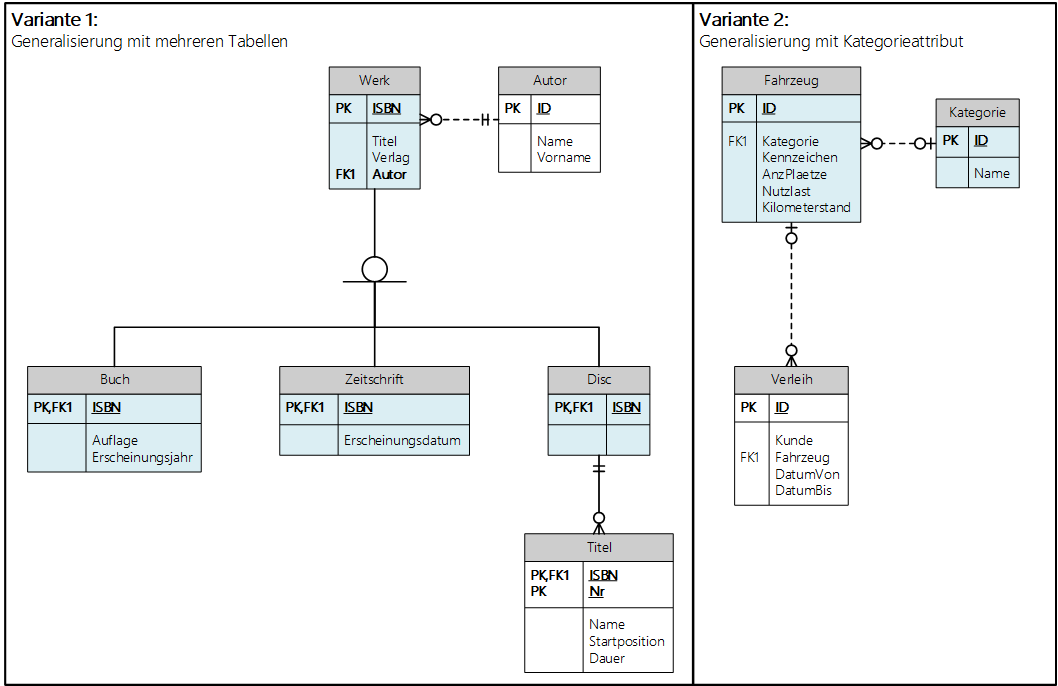 Variante 1:
Generalisierung mit mehreren Tabellen
Werk
PK ISBN
Titel
Verlag
FK1 Autor
Autor
PK ID
Name
Vorname
Buch
PK,FK1 ISBN
Auflage
Erscheinungsjahr
Zeitschrift
PK,FK1 ISBN
Erscheinungsdatum
Disc
PK,FK1 ISBN
Titel
PK,FK1 ISBN
PK Nr
Name
Startposition
Dauer
Variante 2:
Generalisierung mit Kategorieattribut
Fahrzeug
PK ID
FK1 Kategorie
Kennzeichen
AnzPlaetze
Nutzlast
Kilometerstand
Kategorie
PK ID
Name
Verleih
PK ID
Kunde
FK1 Fahrzeug
DatumVon
DatumBis